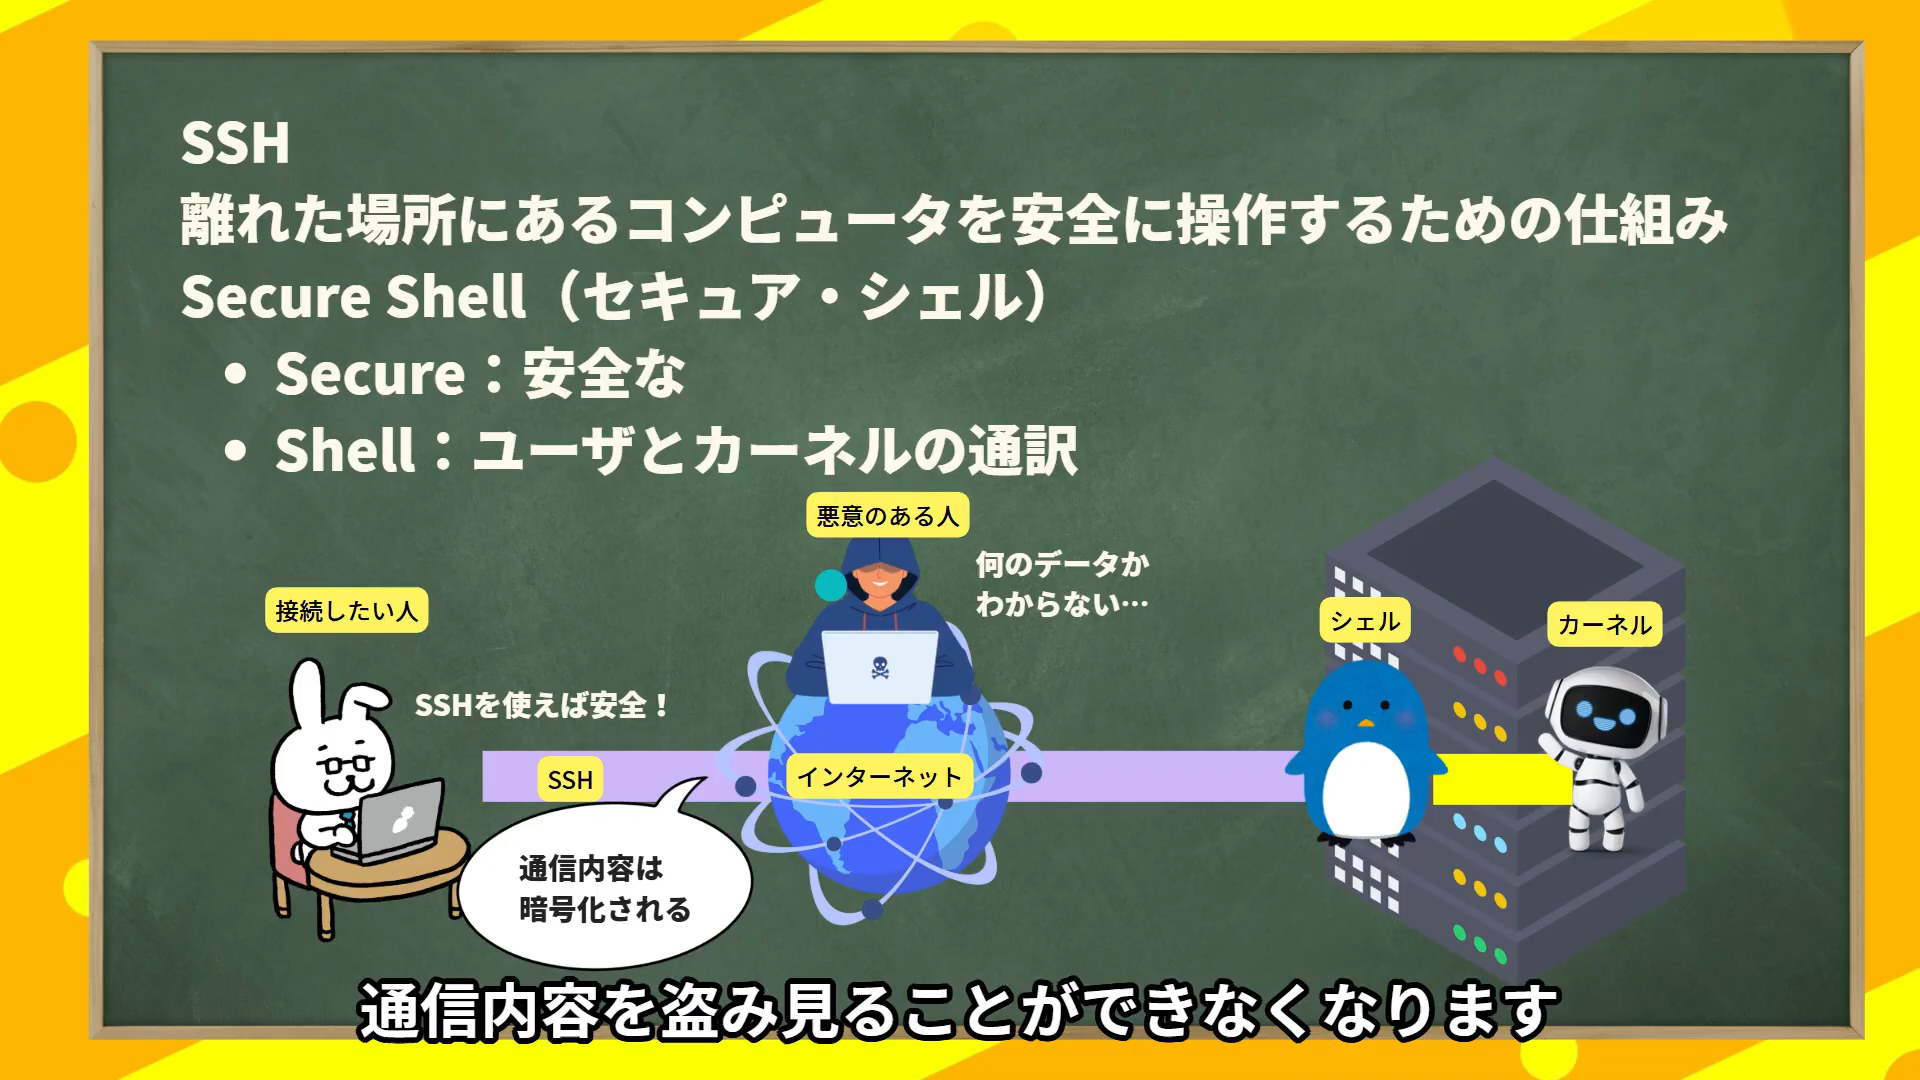 SSH
離れた場所にあるコンピュータを安全に操作するための仕組み
Secure Shell（セキュア・シェル）
• Secure：安全な
• Shell：ユーザとカーネルの通訳
悪意のある人
何のデータか
わからない…
接続したい人
シェル
カーネル
SSHを使えば安全！
SSH
インターネット
通信内容は
暗号化される
通信内容を盗み見ることができなくなります